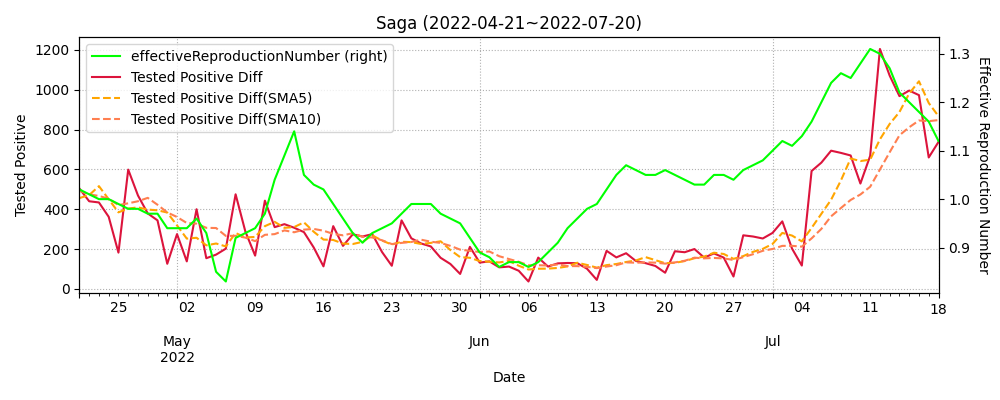 Saga (2022-04-21~2022-07-20)
effectiveReproductionNumber (right)
Tested Positive Diff
Tested Positive Diff(SMA5)
Tested Positive Diff(SMA10)
Tested Positive
1200
1000
800
600
400
200
0
1.3
1.2
1.1
1.0
0.9
Effective Reproduction Number
25 02 09 16 23 30 06 13 20 27 04 11 18
May Jun Jul
2022
Date